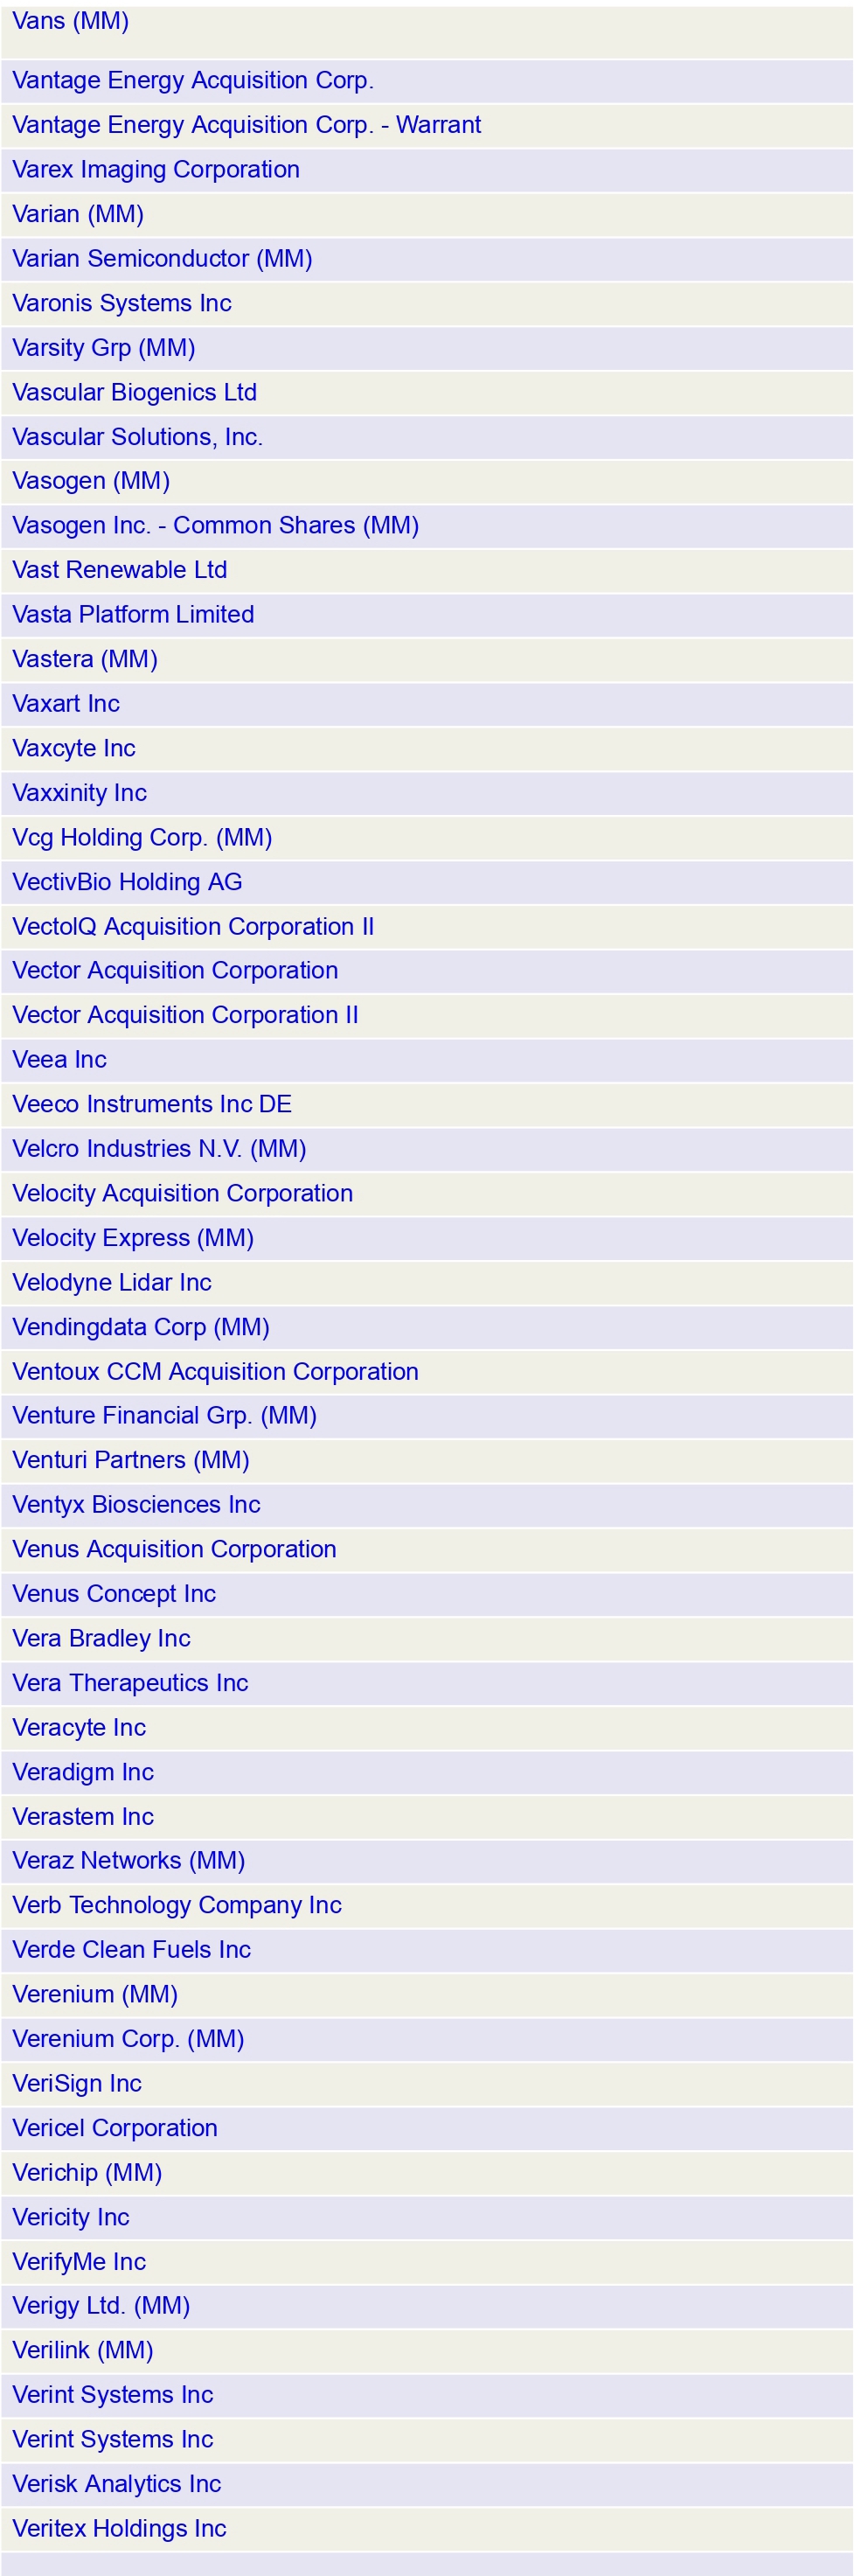 Vans (MM)
Vantage Energy Acquisition Corp.
Vantage Energy Acquisition Corp. - Warrant
Varex Imaging Corporation
Varian (MM)
Varian Semiconductor (MM)
Varonis Systems Inc
Varsity Grp (MM)
Vascular Biogenics Ltd
Vascular Solutions, Inc.
Vasogen (MM)
Vasogen Inc. - Common Shares (MM)
Vast Renewable Ltd
Vasta Platform Limited
Vastera (MM)
Vaxart Inc
Vaxcyte Inc
Vaxxinity Inc
Vcg Holding Corp. (MM)
VectivBio Holding AG
VectoIQ Acquisition Corporation II
Vector Acquisition Corporation
Vector Acquisition Corporation II
Veea Inc
Veeco Instruments Inc DE
Velcro Industries N.V. (MM)
Velocity Acquisition Corporation
Velocity Express (MM)
Velodyne Lidar Inc
Vendingdata Corp (MM)
Ventoux CCM Acquisition Corporation
Venture Financial Grp. (MM)
Venturi Partners (MM)
Ventyx Biosciences Inc
Venus Acquisition Corporation
Venus Concept Inc
Vera Bradley Inc
Vera Therapeutics Inc
Veracyte Inc
Veradigm Inc
Verastem Inc
Veraz Networks (MM)
Verb Technology Company Inc
Verde Clean Fuels Inc
Verenium (MM)
Verenium Corp. (MM)
VeriSign Inc
Vericel Corporation
Verichip (MM)
Vericity Inc
VerifyMe Inc
Verigy Ltd. (MM)
Verilink (MM)
Verint Systems Inc
Verint Systems Inc
Verisk Analytics Inc
Veritex Holdings Inc